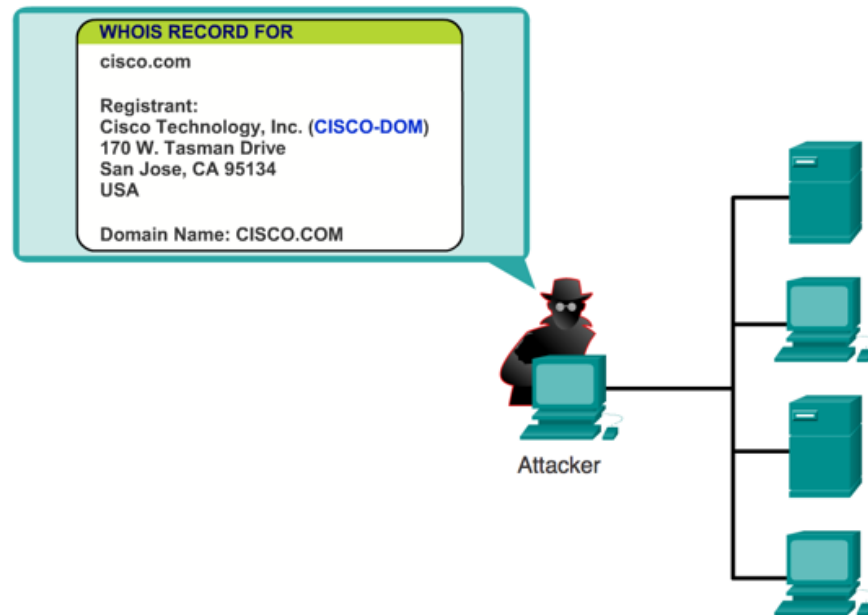 WHOIS RECORD FOR
cisco.com
Registrant:
Cisco Technology, Inc. (CISCO-DOM)
170 W. Tasman Drive
San Jose, CA 95134
USA
Domain Name: CISCO.COM
Attacker